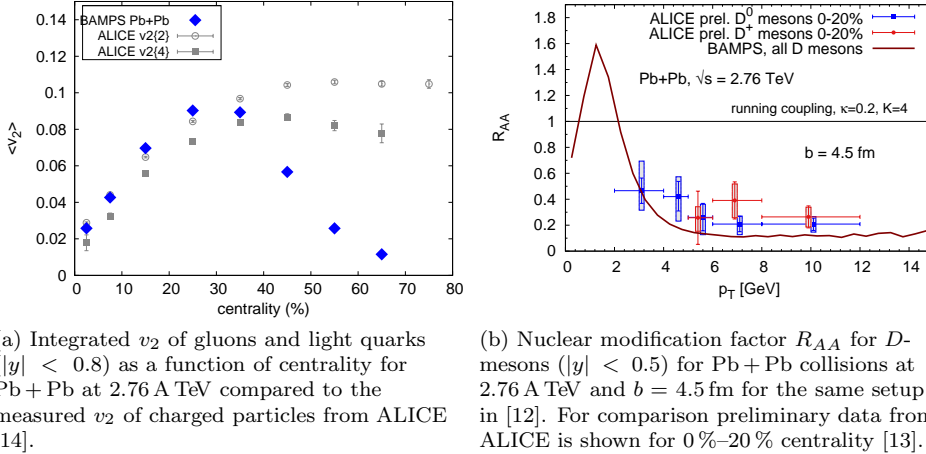 BAMPS Pb+Pb
ALICE v2{2}
ALICE v2{4}
0.12
0.1
0.08
0.06
0.04
0.02
0
<v2>
0 10 20 30 40 50 60 70 80
centrality (%)
(a) Integrated v2 of gluons and light quarks
(|y| < 0.8) as a function of centrality for
Pb + Pb at 2.76 A TeV compared to the
measured v2 of charged particles from ALICE
[14].
ALICE prel. D0 mesons 0-20%
ALICE prel. D+ mesons 0-20%
BAMPS, all D mesons
Pb+Pb, √s = 2.76 TeV
running coupling, κ=0.2, K=4
b = 4.5 fm
1.8
1.6
1.4
1.2
1
0.8
0.6
0.4
0.2
0
RAA
0 2 4 6 8 10 12 14
pT [GeV]
(b) Nuclear modification factor RAA for D-
mesons (|y| < 0.5) for Pb + Pb collisions at
2.76 A TeV and b = 4.5 fm for the same setup
in [12]. For comparison preliminary data from
ALICE is shown for 0 %–20 % centrality [13].